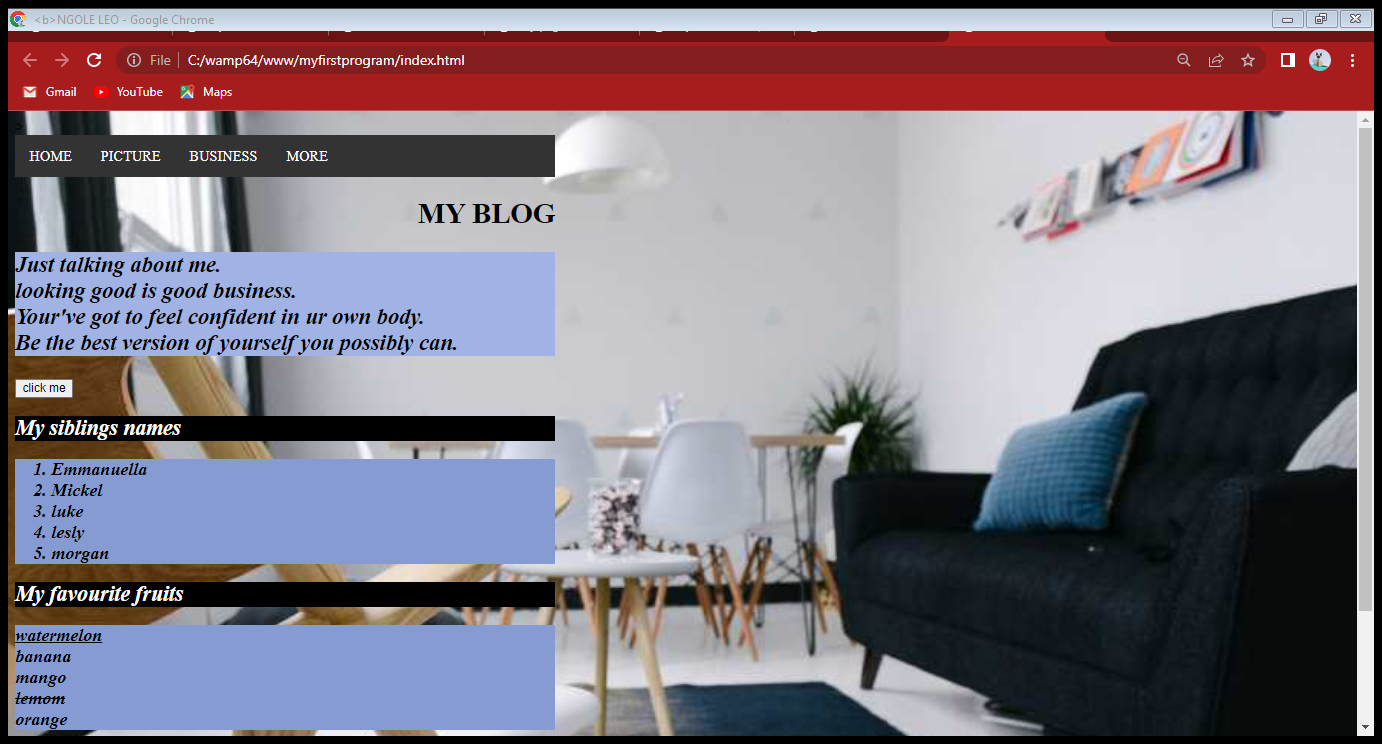 <b>NGOLE LEO - Google Chrome
File C:/wamp64/www/myfirstprogram/index.html
Gmail YouTube Maps
>
HOME PICTURE BUSINESS MORE
MY BLOG
Just talking about me.
looking good is good business.
Your've got to feel confident in ur own body.
Be the best version of yourself you possibly can.
click me
My siblings names
1. Emmanuella
2. Mickel
3. luke
4. lesly
5. morgan
My favourite fruits
watermelon
banana
mango
lemom
orange